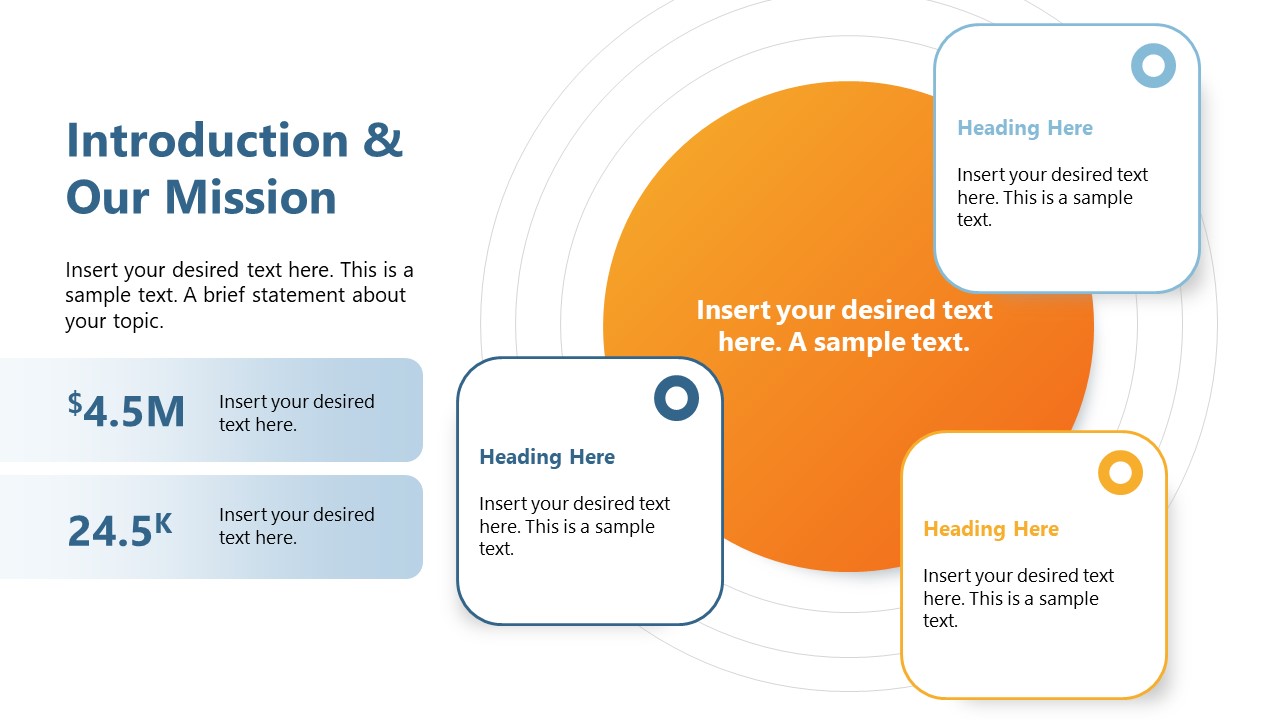 Introduction &
Our Mission
Insert your desired text here. This is a
sample text. A brief statement about
your topic.
$4.5M
Insert your desired
text here.
24.5K
Insert your desired
text here.
Insert your desired text
here. A sample text.
Heading Here
Insert your desired text
here. This is a sample
text.
Heading Here
Insert your desired text
here. This is a sample
text.
Heading Here
Insert your desired text
here. This is a sample
text.